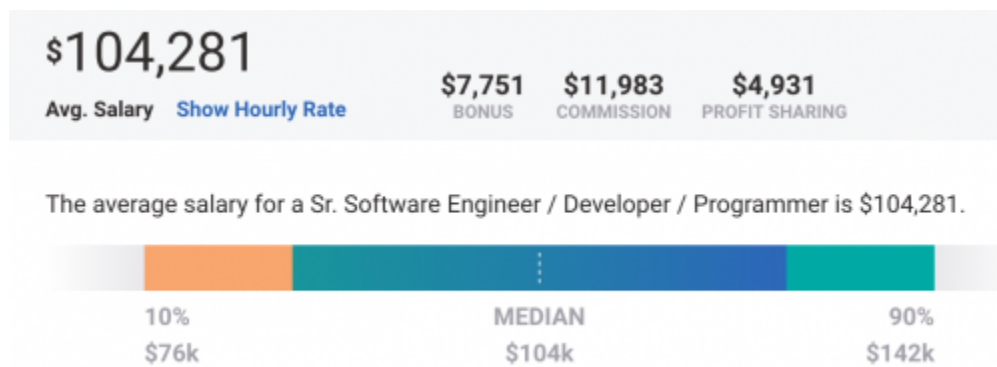 $104,281
Avg. Salary Show Hourly Rate
$7,751 $11,983 $4,931
BONUS COMMISSION PROFIT SHARING
The average salary for a Sr. Software Engineer / Developer / Programmer is $104,281.
10% MEDIAN 90%
$76k $104k $142k